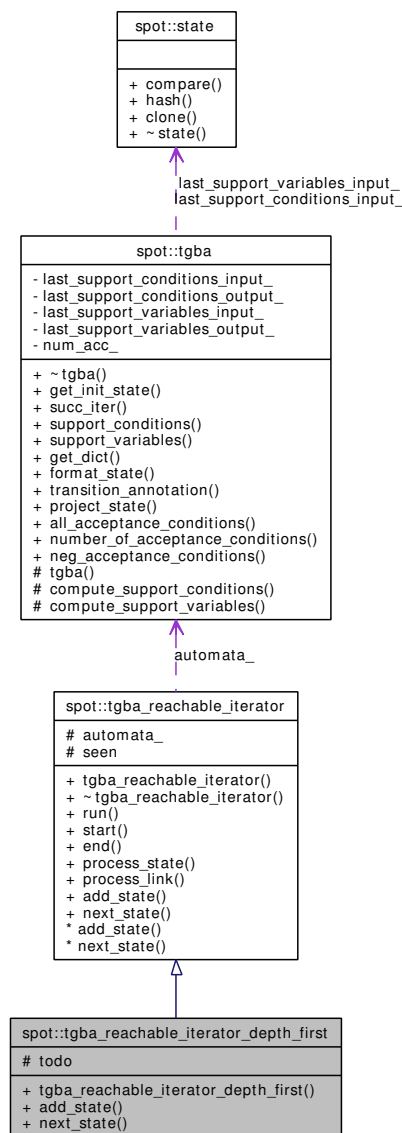 spot::state
+ compare()
+ hash()
+ clone()
+ ~state()
last_support_variables_input_
last_support_conditions_input_
spot::tgba
- last_support_conditions_input_
- last_support_conditions_output_
- last_support_variables_input_
- last_support_variables_output_
- num_acc_
+ ~tgba()
+ get_init_state()
+ succ_iter()
+ support_conditions()
+ support_variables()
+ get_dict()
+ format_state()
+ transition_annotation()
+ project_state()
+ all_acceptance_conditions()
+ number_of_acceptance_conditions()
+ neg_acceptance_conditions()
# tgba()
# compute_support_conditions()
# compute_support_variables()
automata_
spot::tgba_reachable_iterator
# automata_
# seen
+ tgba_reachable_iterator()
+ ~tgba_reachable_iterator()
+ run()
+ start()
+ end()
+ process_state()
+ process_link()
+ add_state()
+ next_state()
* add_state()
* next_state()
spot::tgba_reachable_iterator_depth_first
# todo
+ tgba_reachable_iterator_depth_first()
+ add_state()
+ next_state()